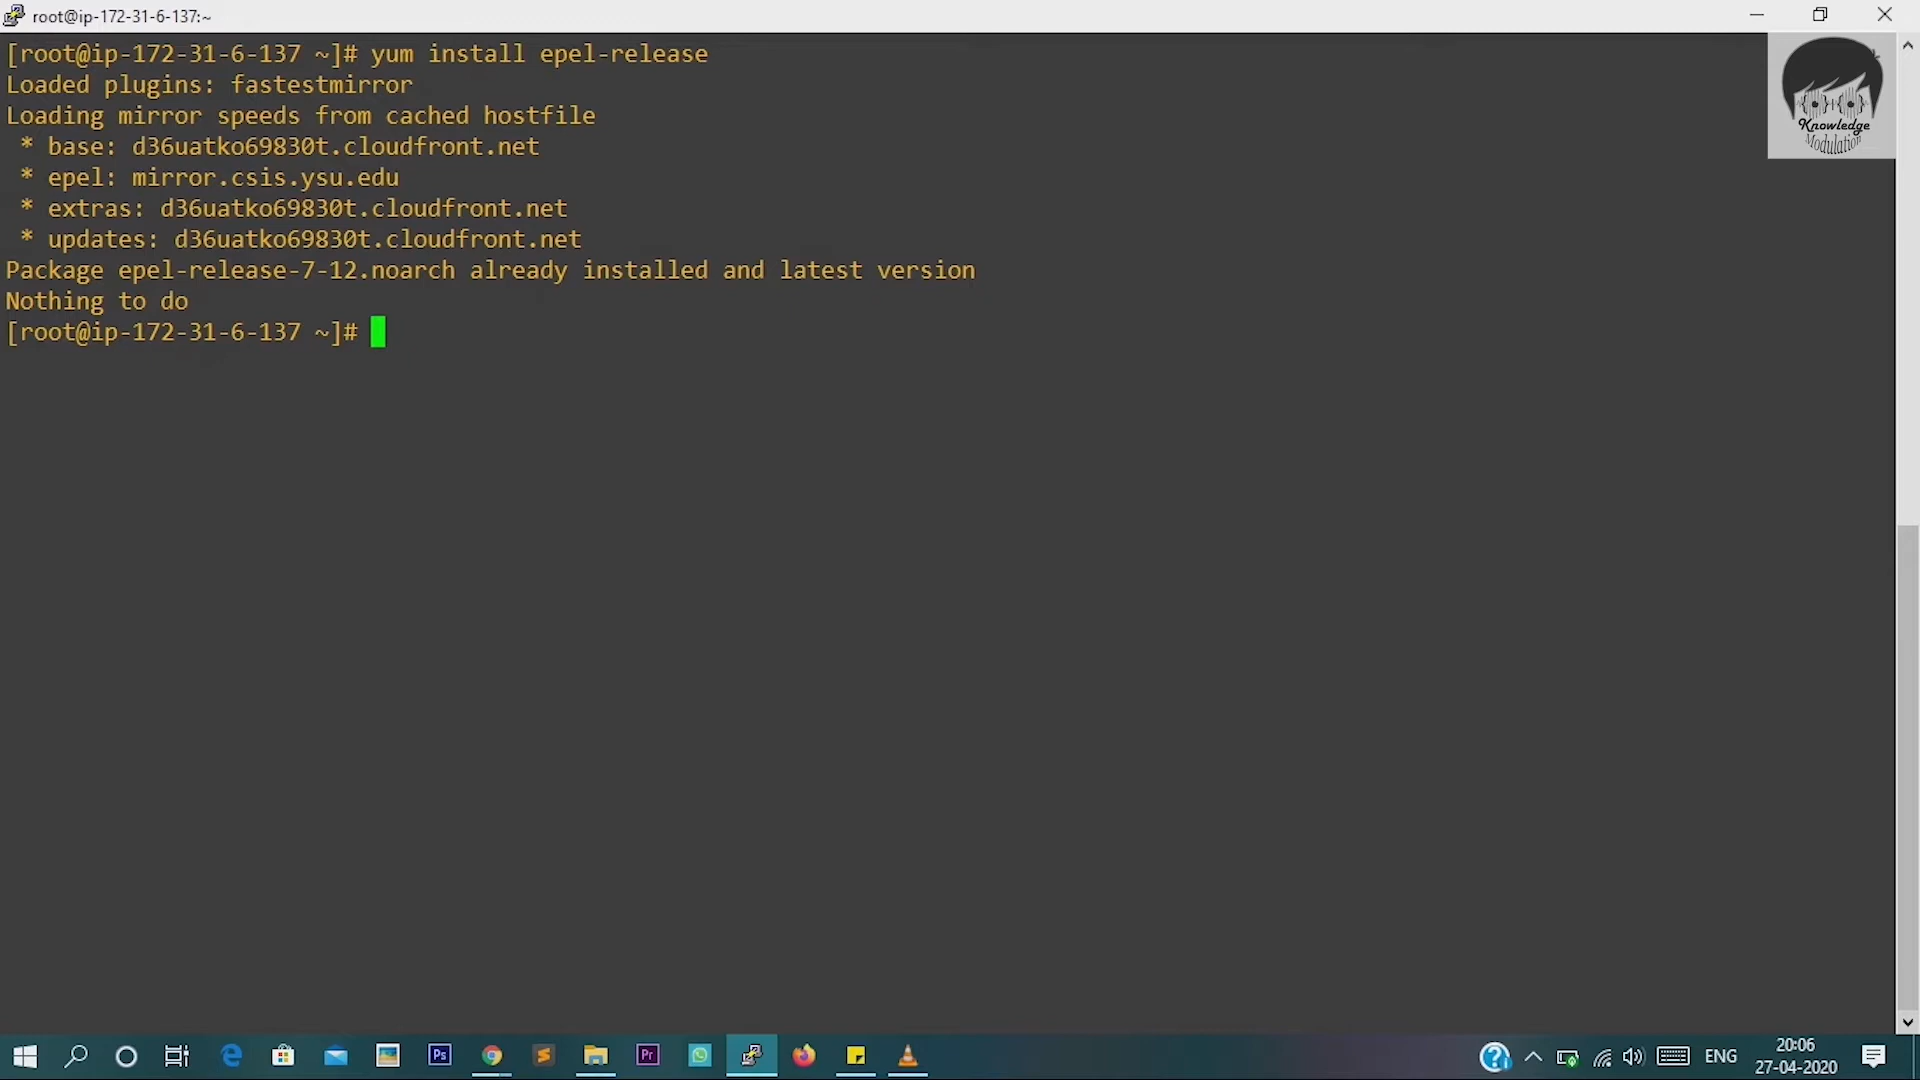 root@ip-172-31-6-137:~
[root@ip-172-31-6-137 ~]# yum install epel-release
Loaded plugins: fastestmirror
Loading mirror speeds from cached hostfile
* base: d36uatko69830t.cloudfront.net
* epel: mirror.csis.ysu.edu
* extras: d36uatko69830t.cloudfront.net
* updates: d36uatko69830t.cloudfront.net
Package epel-release-7-12.noarch already installed and latest version
Nothing to do
[root@ip-172-31-6-137 ~]#
Knowledge
Modulation
Ps
Pr
ENG
20:06
27-04-2020